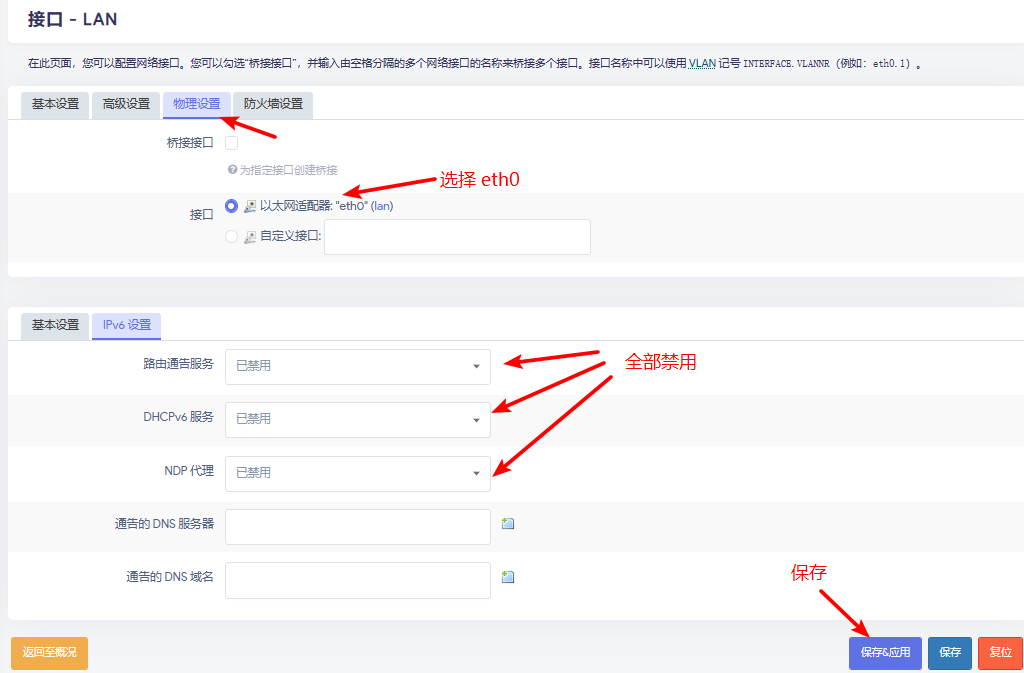 接口 - LAN
在此页面，您可以配置网络接口。您可以勾选“桥接接口”，并输入由空格分隔的多个网络接口的名称来桥接多个接口。接口名称中可以使用 VLAN 记号 INTERFACE.VLANNR（例如：eth0.1）。
基本设置 高级设置 物理设置 防火墙设置
桥接接口
为指定接口创建桥接
选择 eth0
接口
以太网适配器: "eth0" (lan)
自定义接口:
基本设置 IPv6 设置
路由通告服务 已禁用
全部禁用
DHCPv6 服务 已禁用
NDP 代理 已禁用
通告的 DNS 服务器
通告的 DNS 域名
保存
返回至概况 保存&应用 保存 复位